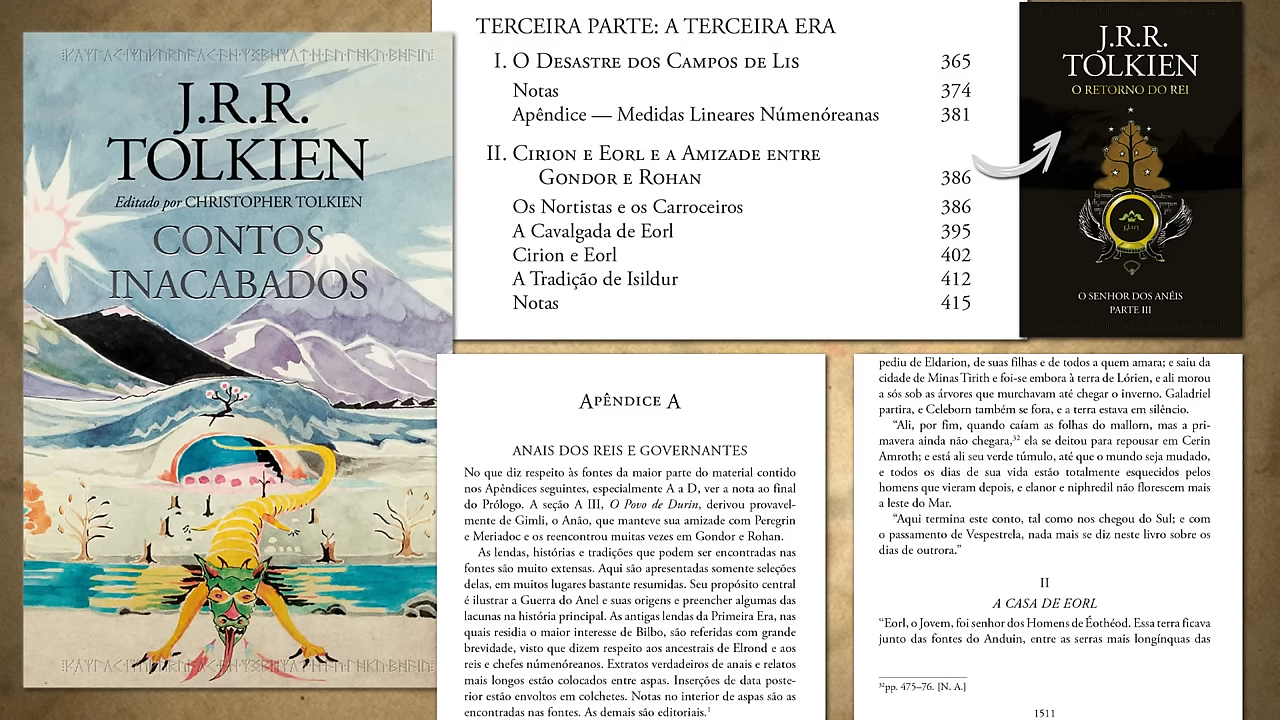 J.R.R.
TOLKIEN
Editado por CHRISTOPHER TOLKIEN
CONTOS
INACABADOS
TERCEIRA PARTE: A TERCEIRA ERA
I. O Desastre dos Campos de Lis 365
Notas 374
Apêndice — Medidas Lineares Númenóreanas 381
II. Cirion e Eorl e a Amizade entre
Gondor e Rohan 386
Os Nortistas e os Carroceiros 386
A Cavalgada de Eorl 395
Cirion e Eorl 402
A Tradição de Isildur 412
Notas 415
J.R.R.
TOLKIEN
O RETORNO DO REI
O SENHOR DOS ANÉIS
PARTE III
Apêndice A
ANAIS DOS REIS E GOVERNANTES
No que diz respeito às fontes da maior parte do material contido
nos Apêndices seguintes, especialmente A a D, ver a nota ao final
do Prólogo. A seção A III, O Povo de Durin, derivou provavel-
mente de Gimli, o Anão, que manteve sua amizade com Peregrin
e Meriadoc e os reencontrou muitas vezes em Gondor e Rohan.
As lendas, histórias e tradições que podem ser encontradas nas
fontes são muito extensas. Aqui são apresentadas somente seleções
delas, em muitos lugares bastante resumidas. Seu propósito central
é ilustrar a Guerra do Anel e suas origens e preencher algumas das
lacunas na história principal. As antigas lendas da Primeira Era, nas
quais residia o maior interesse de Bilbo, são referidas com grande
brevidade, visto que dizem respeito aos ancestrais de Elrond e aos
reis e chefes númenóreanos. Extratos verdadeiros de anais e relatos
mais longos estão colocados entre aspas. Inserções de data poste-
rior estão envoltos em colchetes. Notas no interior de aspas são as
encontradas nas fontes. As demais são editoriais.¹
pediu de Eldarion, de suas filhas e de todos a quem amara; e saiu da
cidade de Minas Tirith e foi-se embora à terra de Lórien, e ali morou
a sós sob as árvores que murchavam até chegar o inverno. Galadriel
partira, e Celeborn também se fora, e a terra estava em silêncio.
“Ali, por fim, quando caíam as folhas do mallorn, mas a pri-
mavera ainda não chegara,³² ela se deitou para repousar em Cerin
Amroth; e está ali seu verde túmulo, até que o mundo seja mudado,
e todos os dias de sua vida estão totalmente esquecidos pelos
homens que vieram depois, e elanor e niphredil não florescem mais
a leste do Mar.
“Aqui termina este conto, tal como nos chegou do Sul; e com
o passamento de Vespestrela, nada mais se diz neste livro sobre os
dias de outrora.”
II
A CASA DE EORL
“Eorl, o Jovem, foi senhor dos Homens de Éothéod. Essa terra ficava
junto das fontes do Anduin, entre as serras mais longínquas das
³²pp. 475–76. [N. A.]
1511